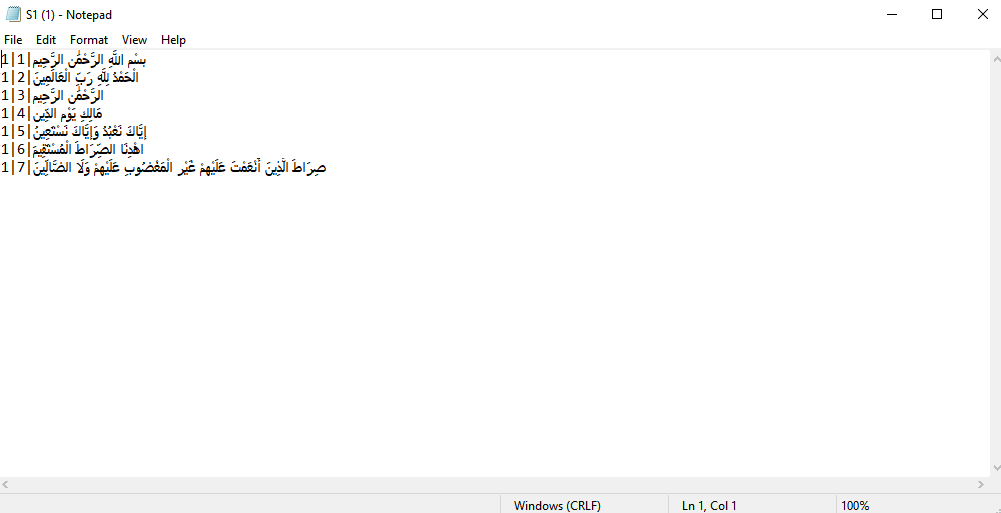 S1 (1) - Notepad
File Edit Format View Help
1|1|بِسْمِ اللَّهِ الرَّحْمَٰنِ الرَّحِيمِ
1|2|الْحَمْدُ لِلَّهِ رَبِّ الْعَالَمِينَ
1|3|الرَّحْمَٰنِ الرَّحِيمِ
1|4|مَالِكِ يَوْمِ الدِّينِ
1|5|إِيَّاكَ نَعْبُدُ وَإِيَّاكَ نَسْتَعِينُ
1|6|اهْدِنَا الصِّرَاطَ الْمُسْتَقِيمَ
1|7|صِرَاطَ الَّذِينَ أَنْعَمْتَ عَلَيْهِمْ غَيْرِ الْمَغْضُوبِ عَلَيْهِمْ وَلَا الضَّالِّينَ
Windows (CRLF) Ln 1, Col 1 100%